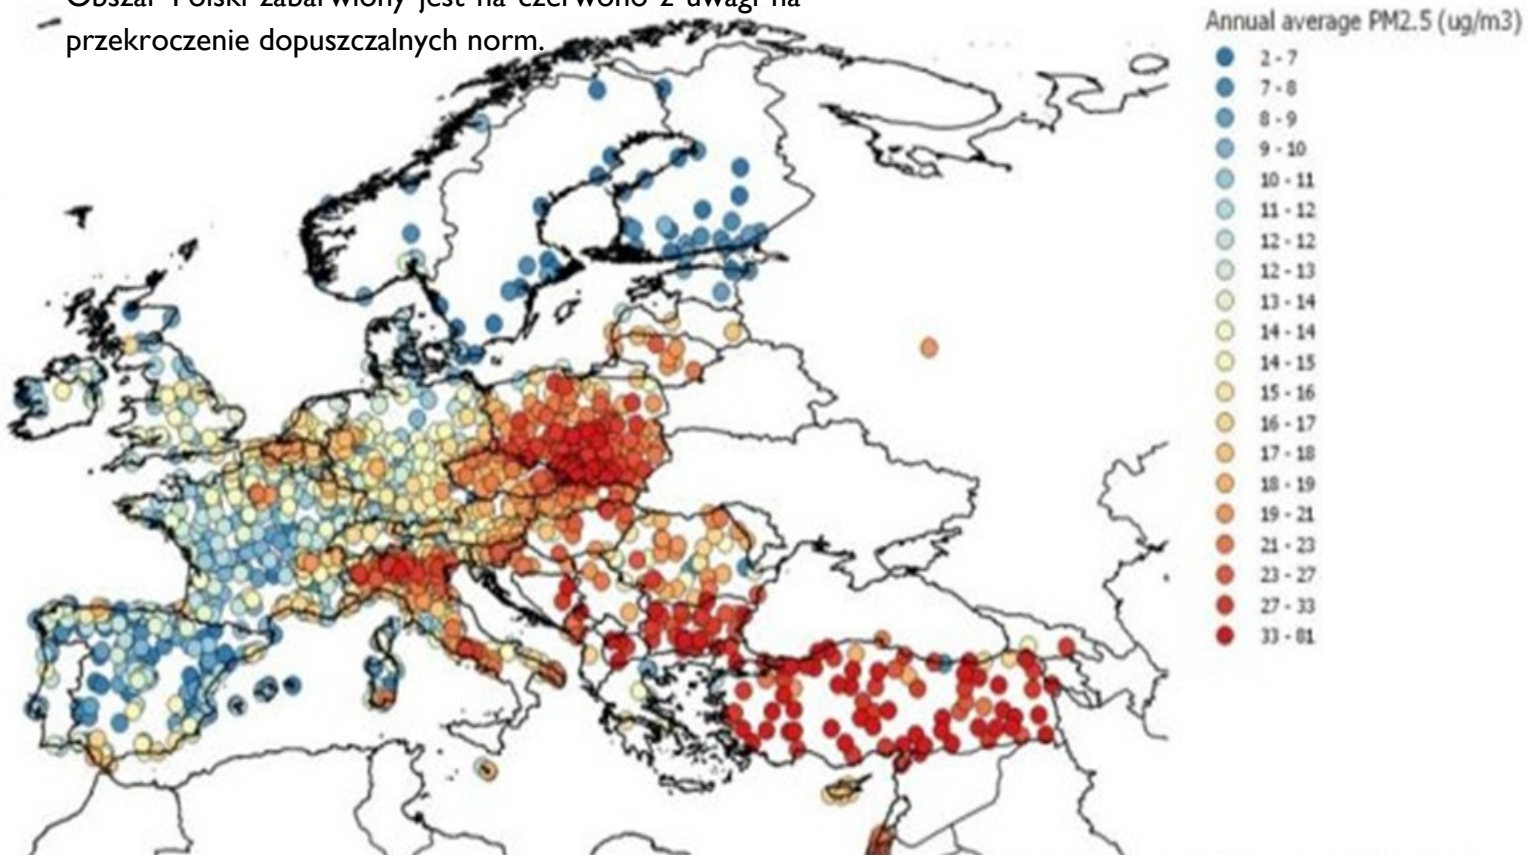 Obszar Polski zabarwiony jest na czerwono z uwagi na
przekroczenie dopuszczalnych norm.
Annual average PM2.5 (ug/m3)
2 - 7
7 - 8
8 - 9
9 - 10
10 - 11
11 - 12
12 - 12
12 - 13
13 - 14
14 - 14
14 - 15
15 - 16
16 - 17
17 - 18
18 - 19
19 - 21
21 - 23
23 - 27
27 - 33
33 - 81